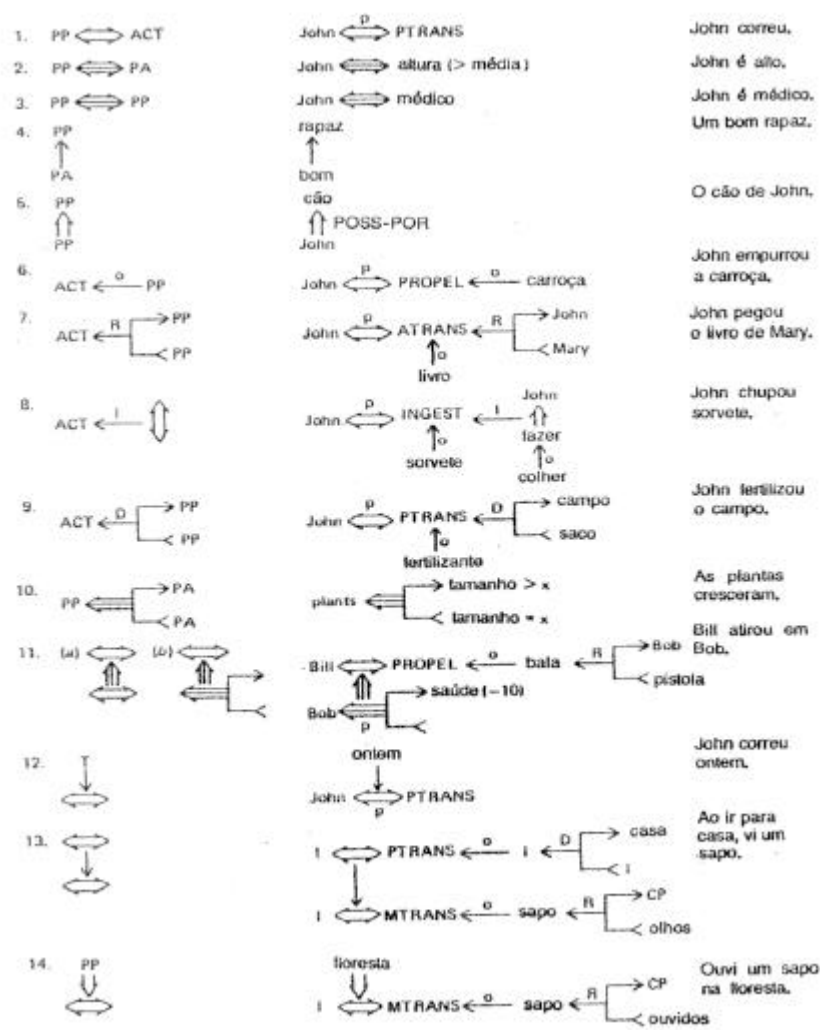 1. PP ACT John p PTRANS John correu.
2. PP PA John altura (> média) John é alto.
3. PP PP John médico John é médico.
4. PP rapaz Um bom rapaz.
PA bom
5. PP cão O cão de John.
POSS-POR
PP John
6. ACT o PP John p PROPEL o carroça John empurrou
a carroça.
7. ACT R PP PP John p ATRANS R John Mary John pegou
o livro de Mary.
o
livro
8. ACT I John p INGEST I John John chupou
sorvete.
o fazer
sorvete o
colher
9. ACT D PP PP John p PTRANS D campo saco John fertilizou
o campo.
o
fertilizante
10. PP PA PA plants tamanho > x tamanho = x As plantas
cresceram.
11. (a) (b) Bill PROPEL o bala R Bob pistola Bill atirou em
Bob.
saúde (−10)
Bob p
12. T ontem John correu
ontem.
John p PTRANS
13. I PTRANS o I D casa I Ao ir para
casa, vi um
sapo.
I MTRANS o sapo R CP olhos
14. PP floresta Ouvi um sapo
na floresta.
I MTRANS o sapo R CP ouvidos